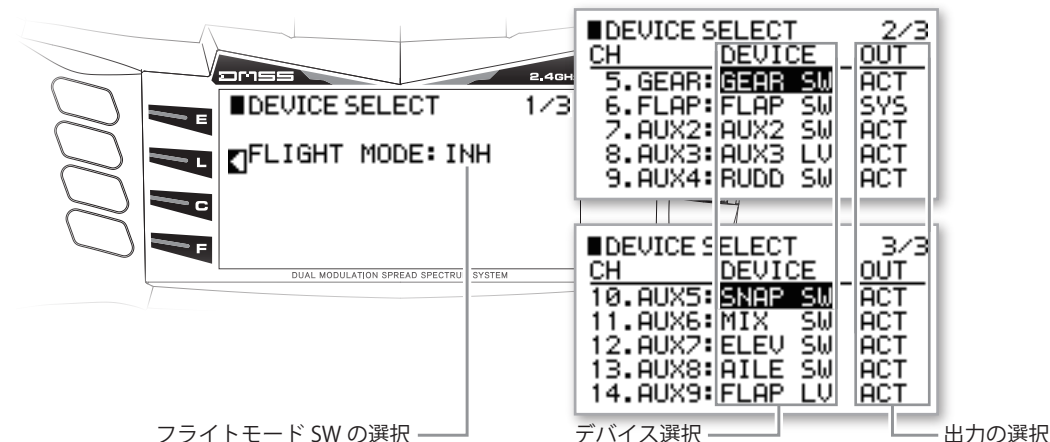 DMSS
2.4GH
■DEVICE SELECT 1/3
FLIGHT MODE: INH
E
L
C
F
DUAL MODULATION SPREAD SPECTRUM SYSTEM
■DEVICE SELECT 2/3
CH DEVICE OUT
5.GEAR: GEAR SW ACT
6.FLAP: FLAP SW SYS
7.AUX2: AUX2 SW ACT
8.AUX3: AUX3 LV ACT
9.AUX4: RUDD SW ACT
■DEVICE SELECT 3/3
CH DEVICE OUT
10.AUX5: SNAP SW ACT
11.AUX6: MIX SW ACT
12.AUX7: ELEV SW ACT
13.AUX8: AILE SW ACT
14.AUX9: FLAP LV ACT
フライトモード SW の選択
デバイス選択
出力の選択